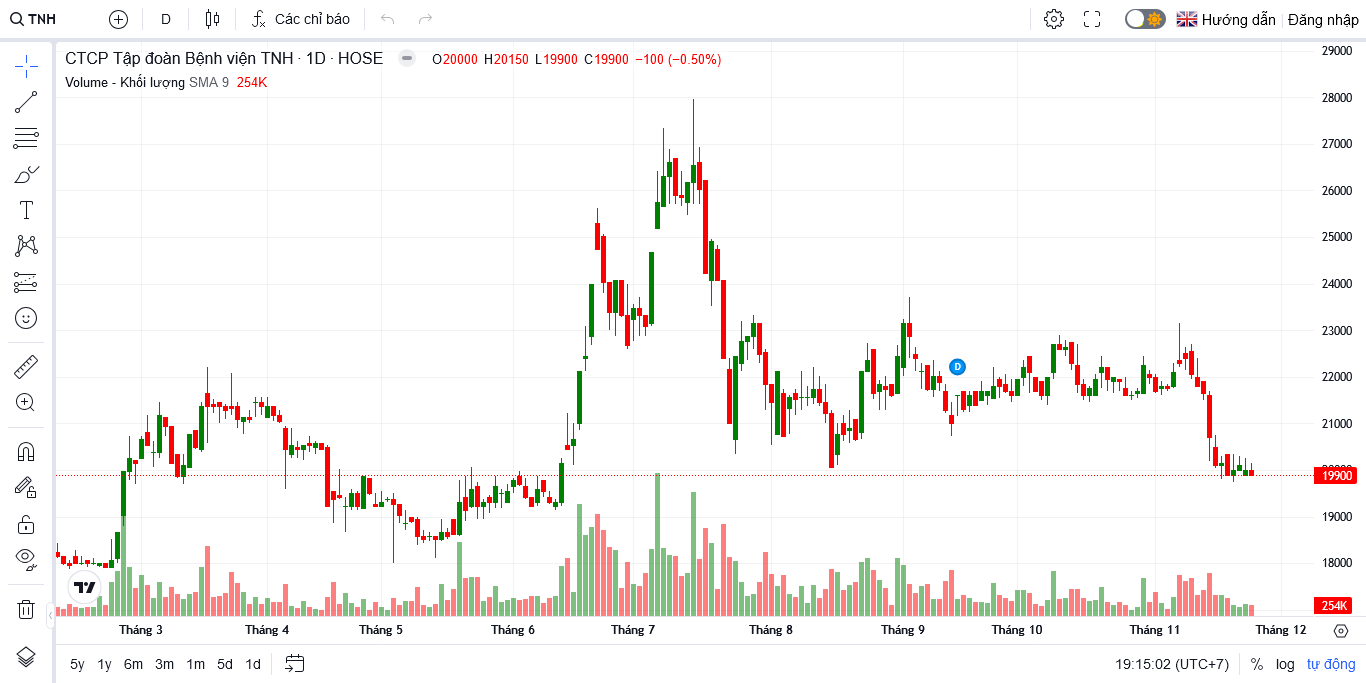 TNH D Các chỉ báo Hướng dẫn Đăng nhập
CTCP Tập đoàn Bệnh viện TNH · 1D · HOSE O20000 H20150 L19900 C19900 −100 (−0.50%)
Volume - Khối lượng SMA 9 254K
29000
28000
27000
26000
25000
24000
23000
D
22000
21000
19900
19000
18000
254K
Tháng 3 Tháng 4 Tháng 5 Tháng 6 Tháng 7 Tháng 8 Tháng 9 Tháng 10 Tháng 11 Tháng 12
5y 1y 6m 3m 1m 5d 1d 19:15:02 (UTC+7) % log tự động